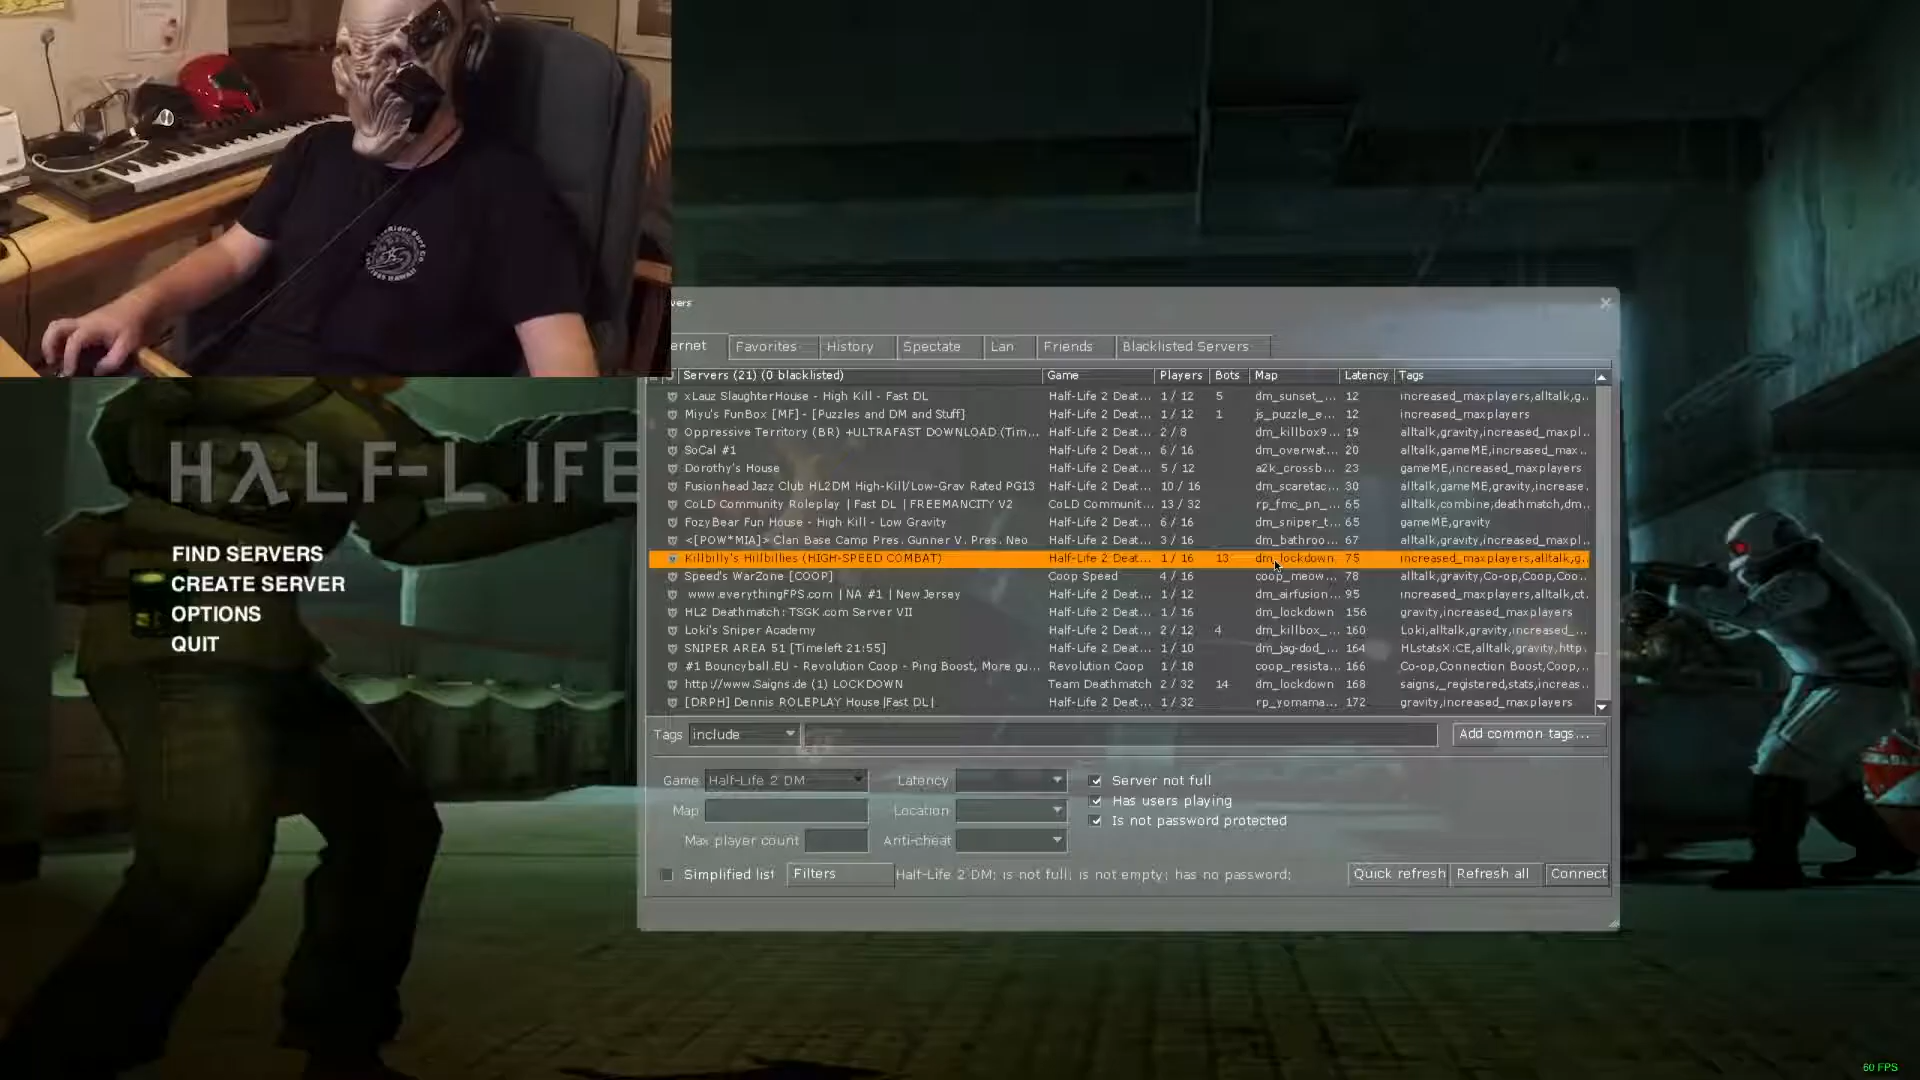 vers
ernet Favorites History Spectate Lan Friends Blacklisted Servers
Servers (21) (0 blacklisted) Game Players Bots Map Latency Tags
xLauz SlaughterHouse - High Kill - Fast DL Half-Life 2 Deat... 1 / 12 5 dm_sunset_... 12 increased_maxplayers,alltalk,g...
Miyu's FunBox [MF] - [Puzzles and DM and Stuff] Half-Life 2 Deat... 1 / 12 1 js_puzzle_e... 12 increased_maxplayers
Oppressive Territory (BR) +ULTRAFAST DOWNLOAD (Tim... Half-Life 2 Deat... 2 / 8 dm_killbox9... 19 alltalk,gravity,increased_maxpl...
SoCal #1 Half-Life 2 Deat... 6 / 16 dm_overwat... 20 alltalk,gameME,increased_max...
Dorothy's House Half-Life 2 Deat... 5 / 12 a2k_crossb... 23 gameME,increased_maxplayers
Fusionhead Jazz Club HL2DM High-Kill/Low-Grav Rated PG13 Half-Life 2 Deat... 10 / 16 dm_scaretac... 30 alltalk,gameME,gravity,increase...
CoLD Community Roleplay | Fast DL | FREEMANCITY V2 CoLD Communit... 13 / 32 rp_fmc_pn_... 65 alltalk,combine,deathmatch,dm...
FozyBear Fun House - High Kill - Low Gravity Half-Life 2 Deat... 6 / 16 dm_sniper_t... 65 gameME,gravity
<[POW*MIA]> Clan Base Camp Pres. Gunner V. Pres. Neo Half-Life 2 Deat... 3 / 16 dm_bathroo... 67 alltalk,gravity,increased_maxpl...
Killbilly's Hillbillies (HIGH-SPEED COMBAT) Half-Life 2 Deat... 1 / 16 13 dm_lockdown 75 increased_maxplayers,alltalk,g...
Speed's WarZone [COOP] Coop Speed 4 / 16 coop_meow... 78 alltalk,gravity,Co-op,Coop,Coo...
www.everythingFPS.com | NA #1 | New Jersey Half-Life 2 Deat... 1 / 12 dm_airfusion... 95 increased_maxplayers,alltalk,ct...
HL2 Deathmatch: TSGK.com Server VII Half-Life 2 Deat... 1 / 16 dm_lockdown 156 gravity,increased_maxplayers
Loki's Sniper Academy Half-Life 2 Deat... 2 / 12 4 dm_killbox_... 160 Loki,alltalk,gravity,increased_...
SNIPER AREA 51 [Timeleft 21:55] Half-Life 2 Deat... 1 / 10 dm_jag-dod_... 164 HLstatsX:CE,alltalk,gravity,http...
#1 Bouncyball.EU - Revolution Coop - Ping Boost, More gu... Revolution Coop 1 / 18 coop_resista... 166 Co-op,Connection Boost,Coop,...
http://www.Saigns.de (1) LOCKDOWN Team Deathmatch 2 / 32 14 dm_lockdown 168 saigns,_registered,stats,increas...
[DRPH] Dennis ROLEPLAY House |Fast DL| Half-Life 2 Deat... 1 / 32 rp_yomama... 172 gravity,increased_maxplayers
Tags include Add common tags...
Game Half-Life 2 DM Latency Server not full
Map Location Has users playing
Max player count Anti-cheat Is not password protected
Simplified list Filters Half-Life 2 DM; is not full; is not empty; has no password; Quick refresh Refresh all Connect
HλLF-LIFE
FIND SERVERS
CREATE SERVER
OPTIONS
QUIT
60 FPS